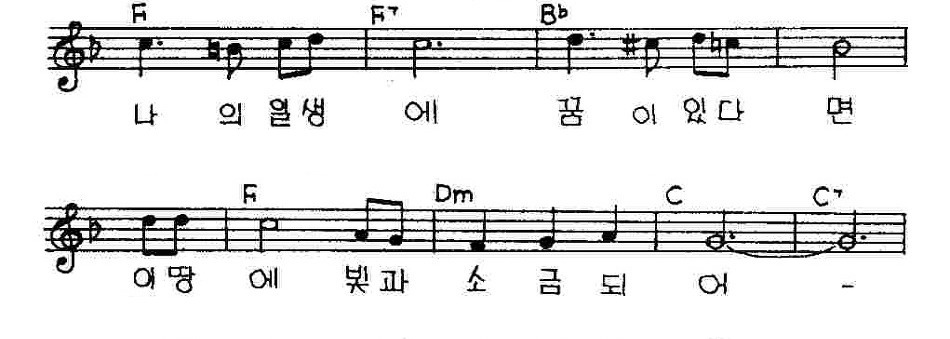 F F7 Bb
나 의 일 생 에 꿈 이 있 다 면
F Dm C C7
이 땅 에 빛 과 소 금 되 어 -